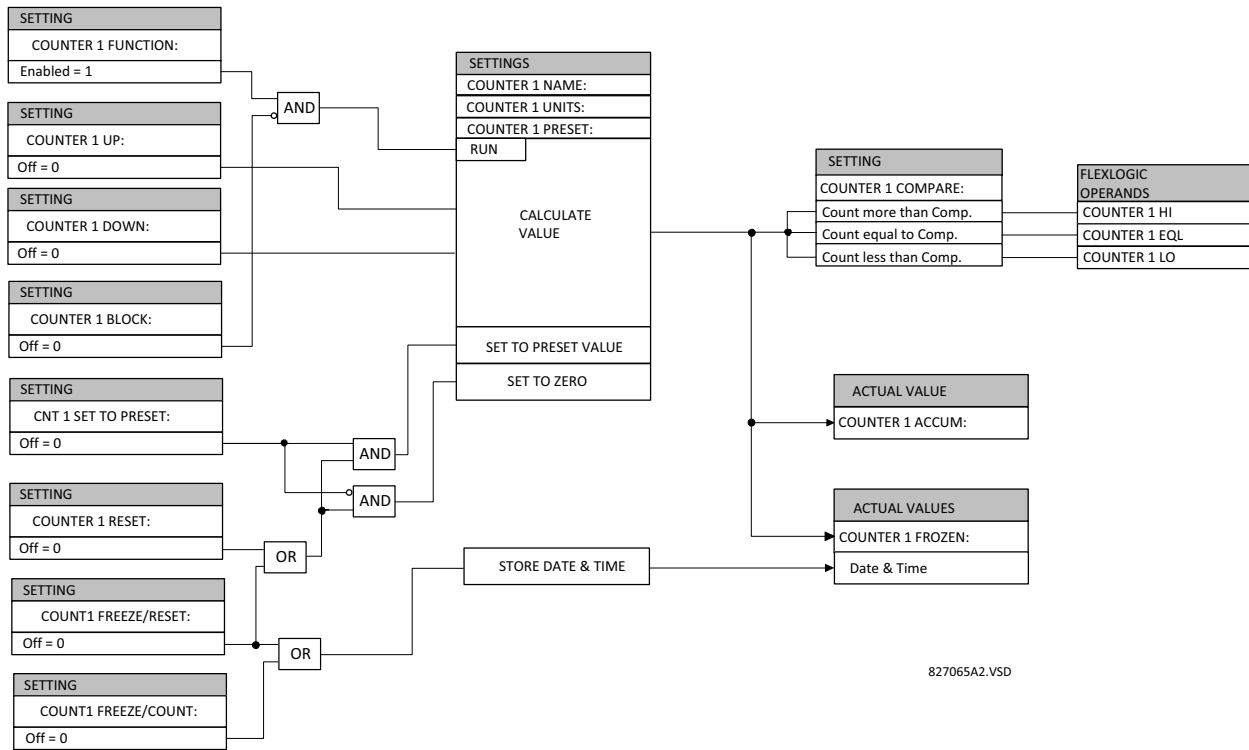 SETTING
COUNTER 1 FUNCTION:
Enabled = 1
SETTING
COUNTER 1 UP:
Off = 0
SETTING
COUNTER 1 DOWN:
Off = 0
SETTING
COUNTER 1 BLOCK:
Off = 0
SETTING
CNT 1 SET TO PRESET:
Off = 0
SETTING
COUNTER 1 RESET:
Off = 0
SETTING
COUNT1 FREEZE/RESET:
Off = 0
SETTING
COUNT1 FREEZE/COUNT:
Off = 0
AND
AND
AND
OR
OR
SETTINGS
COUNTER 1 NAME:
COUNTER 1 UNITS:
COUNTER 1 PRESET:
RUN
CALCULATE
VALUE
SET TO PRESET VALUE
SET TO ZERO
STORE DATE & TIME
SETTING
COUNTER 1 COMPARE:
Count more than Comp.
Count equal to Comp.
Count less than Comp.
FLEXLOGIC
OPERANDS
COUNTER 1 HI
COUNTER 1 EQL
COUNTER 1 LO
ACTUAL VALUE
COUNTER 1 ACCUM:
ACTUAL VALUES
COUNTER 1 FROZEN:
Date & Time
827065A2.VSD